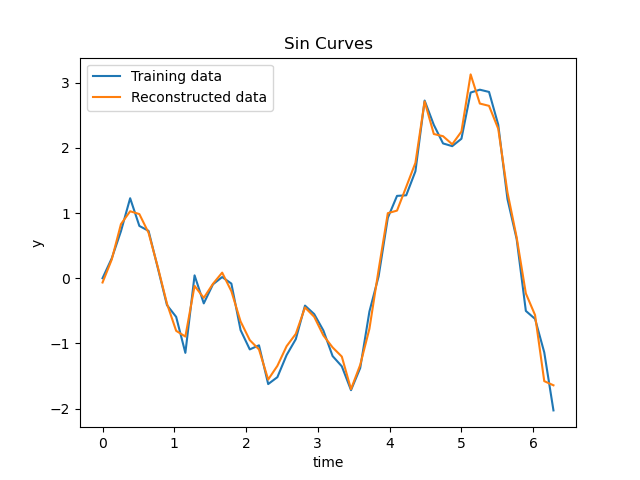 Sin Curves
Training data
Reconstructed data
y
3
2
1
0
−1
−2
0 1 2 3 4 5 6
time